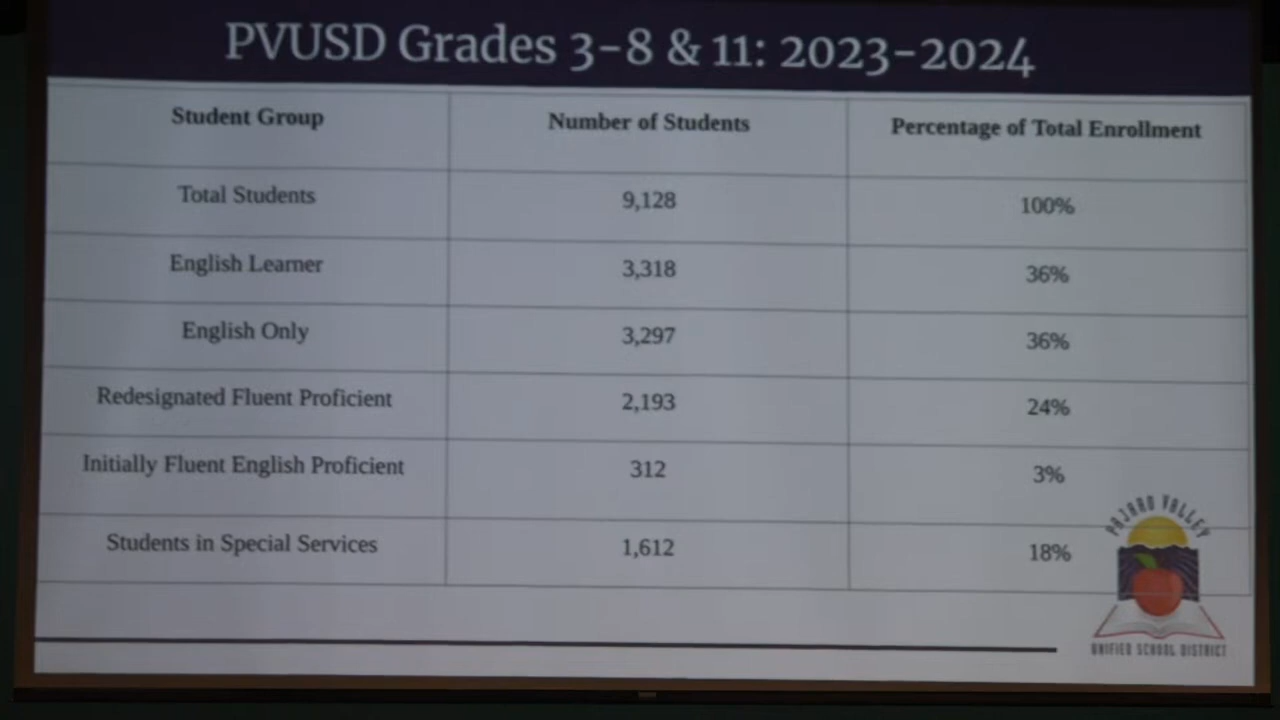 PVUSD Grades 3-8 & 11: 2023-2024
Student Group Number of Students Percentage of Total Enrollment
Total Students 9,128 100%
English Learner 3,318 36%
English Only 3,297 36%
Redesignated Fluent Proficient 2,193 24%
Initially Fluent English Proficient 312 3%
Students in Special Services 1,612 18%
PAJARO VALLEY
UNIFIED SCHOOL DISTRICT